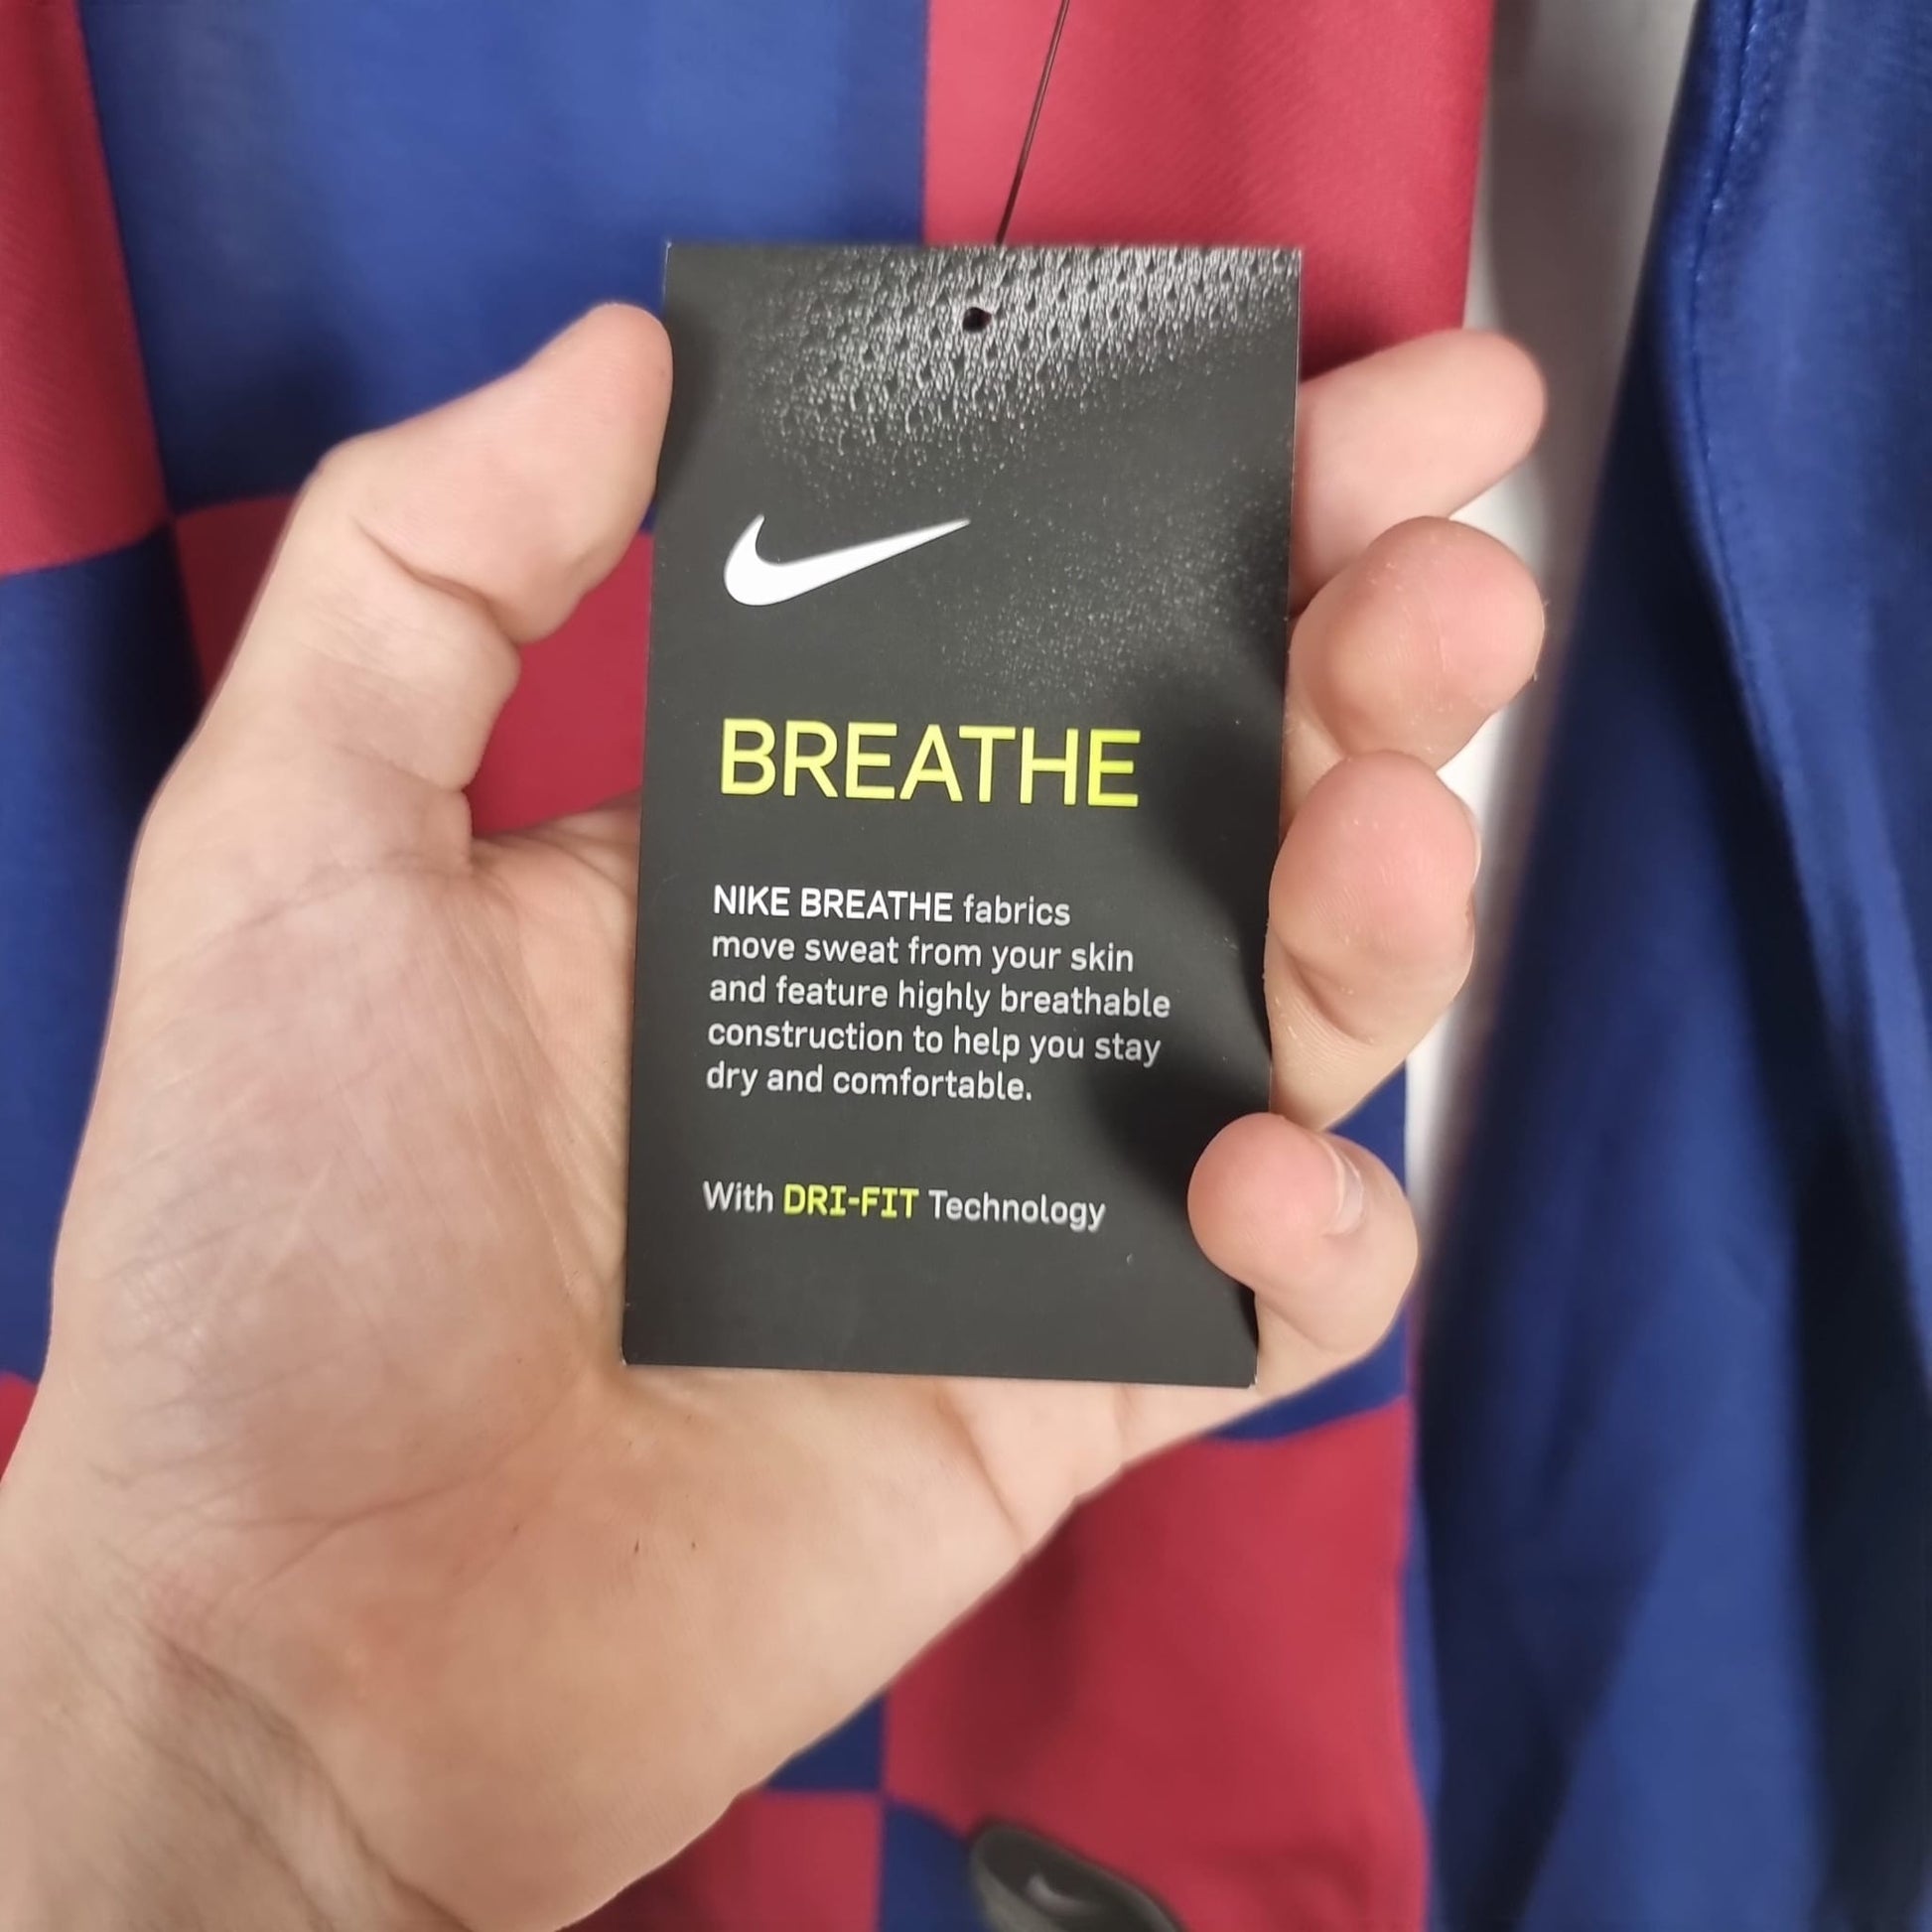 BREATHE
NIKE BREATHE fabrics
move sweat from your skin
and feature highly breathable
construction to help you stay
dry and comfortable.
With DRI-FIT Technology